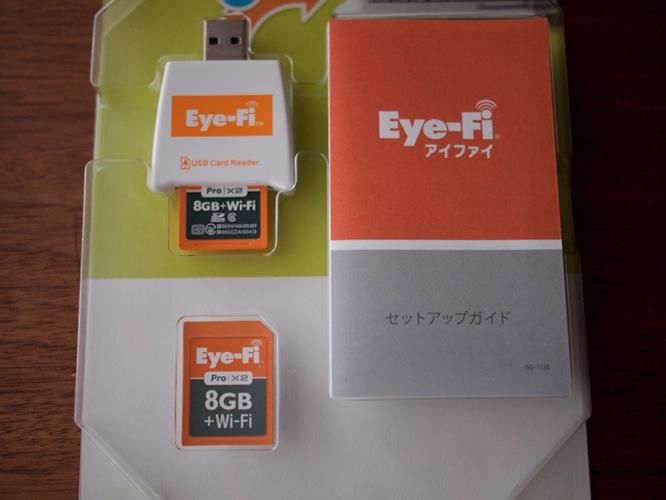 Eye-Fi™
USB Card Reader
Pro X2
8GB+Wi-Fi
Eye-Fi
Pro X2
8GB
+Wi-Fi
Eye-Fi®
アイファイ
セットアップガイド